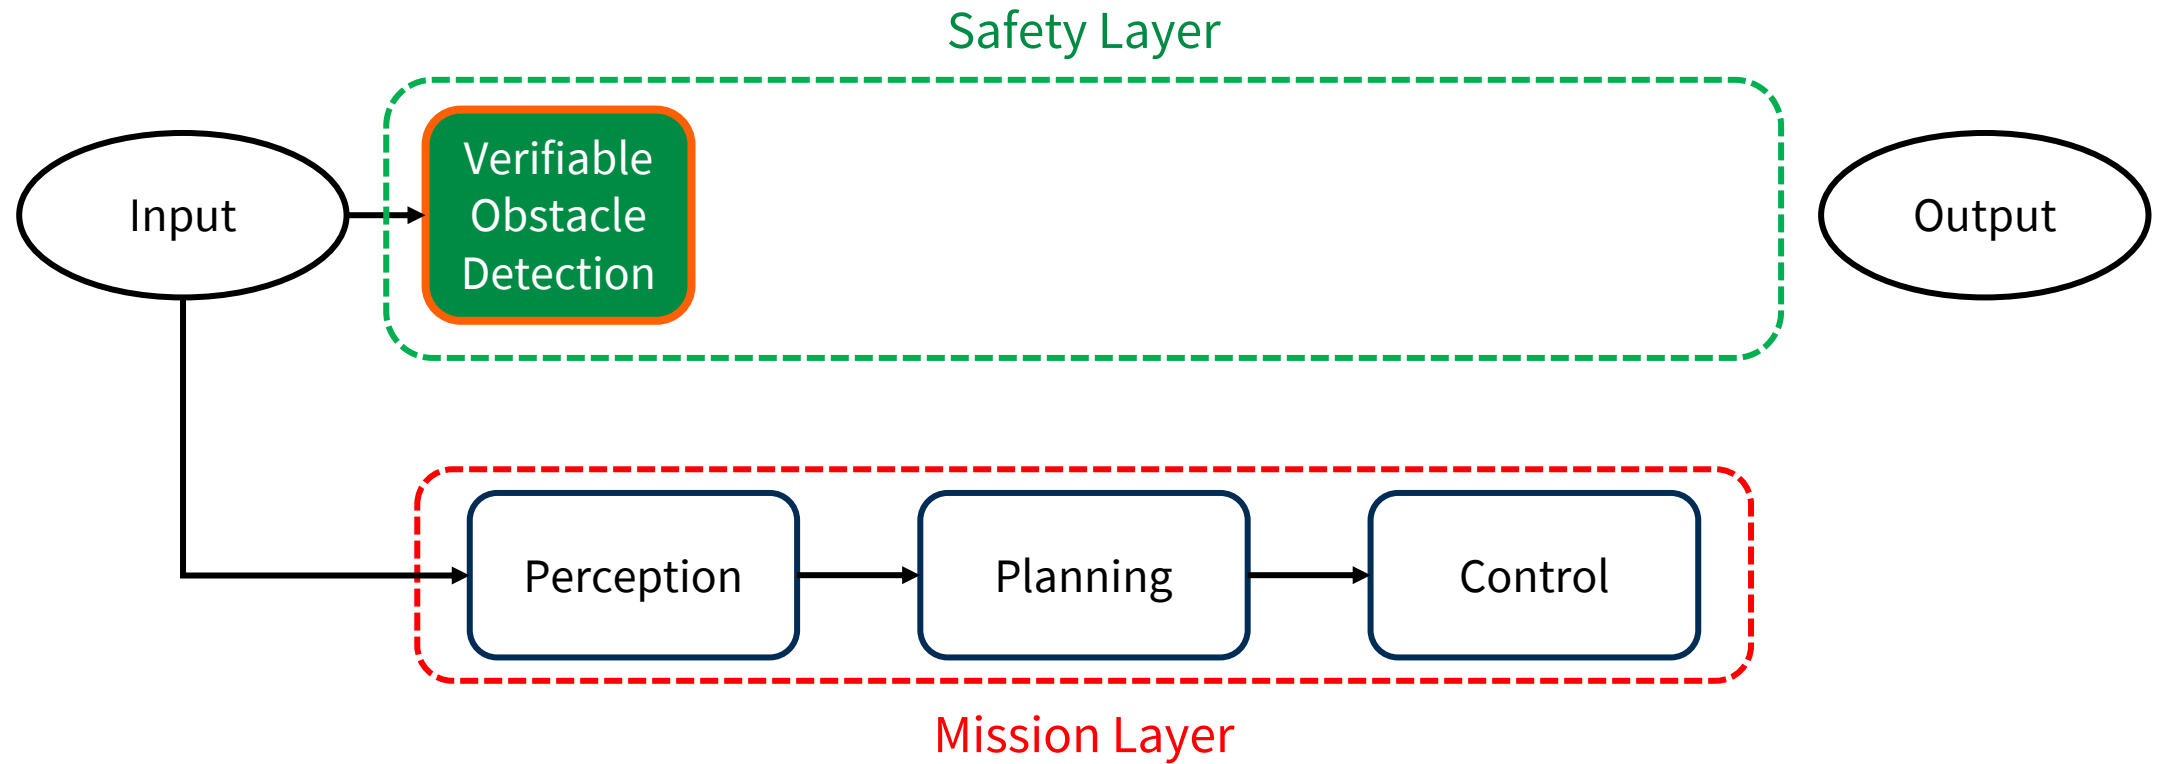 Safety Layer
Input
Verifiable
Obstacle
Detection
Output
Perception
Planning
Control
Mission Layer